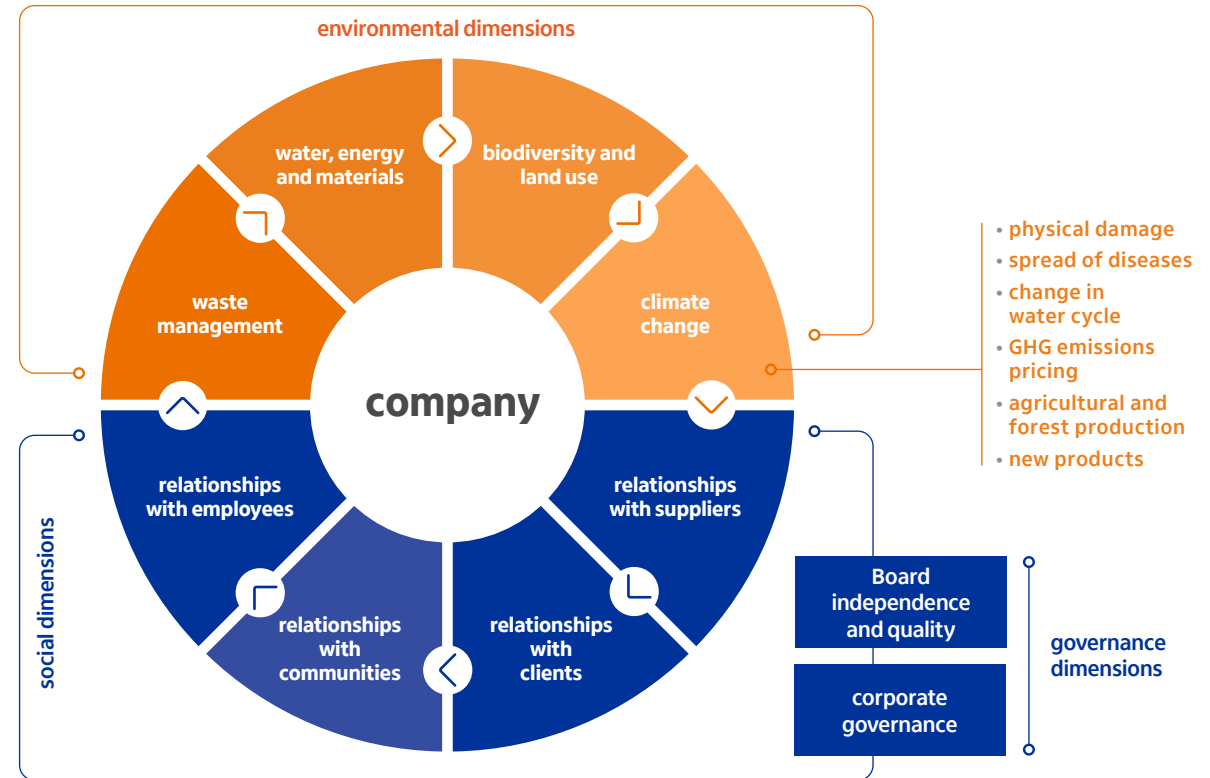 environmental dimensions
water, energy
and materials
biodiversity and
land use
waste
management
climate
change
• physical damage
• spread of diseases
• change in
water cycle
• GHG emissions
pricing
• agricultural and
forest production
• new products
company
relationships
with employees
relationships
with suppliers
relationships
with
communities
relationships
with
clients
social dimensions
Board
independence
and quality
corporate
governance
governance
dimensions